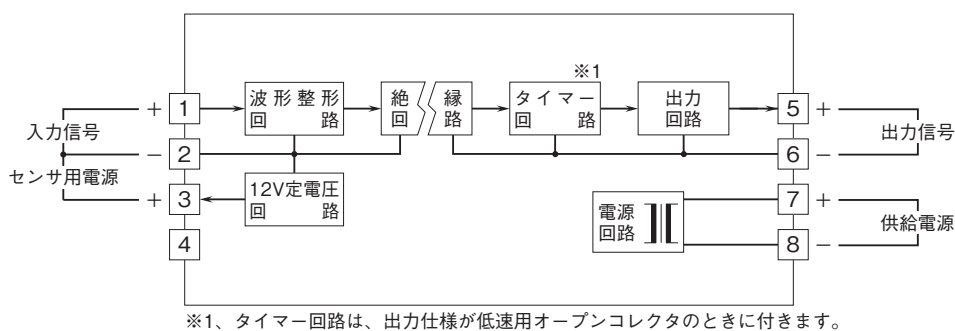 ※1
波形整形
回　路
絶　縁
回　路
タイマー
回　路
出力
回路
+ 1
5 +
入力信号
出力信号
− 2
6 −
センサ用電源
12V定電圧
回　路
+ 3
7 +
電源
回路
供給電源
4
8 −
※1、タイマー回路は、出力仕様が低速用オープンコレクタのときに付きます。